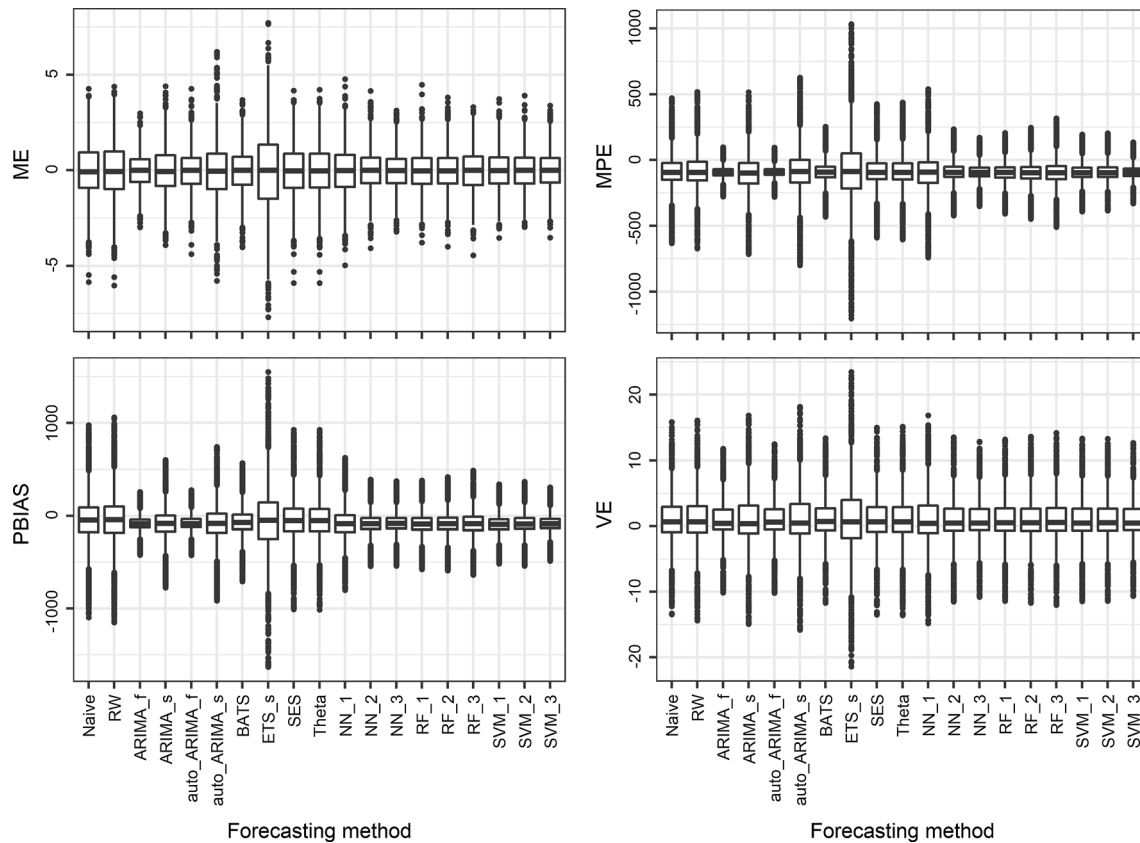 ME
5
0
-5
MPE
1000
500
0
-500
-1000
PBIAS
1000
0
-1000
VE
20
10
0
-10
-20
Naive
RW
ARIMA_f
ARIMA_s
auto_ARIMA_f
auto_ARIMA_s
BATS
ETS_s
SES
Theta
NN_1
NN_2
NN_3
RF_1
RF_2
RF_3
SVM_1
SVM_2
SVM_3
Forecasting method
Naive
RW
ARIMA_f
ARIMA_s
auto_ARIMA_f
auto_ARIMA_s
BATS
ETS_s
SES
Theta
NN_1
NN_2
NN_3
RF_1
RF_2
RF_3
SVM_1
SVM_2
SVM_3
Forecasting method